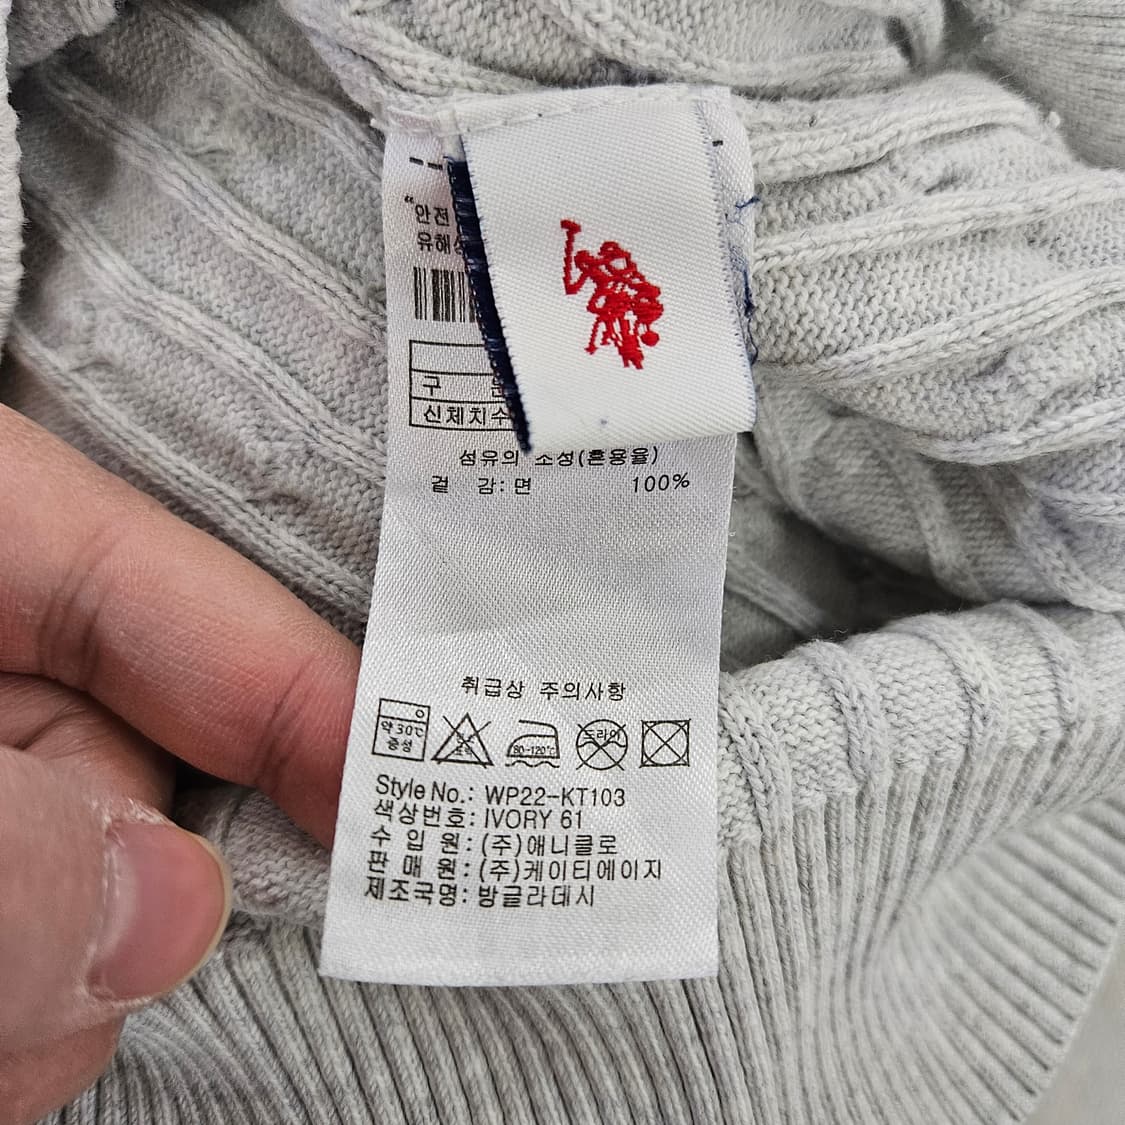 “안전
유해
구 분
신체치수
섬유의 소성(혼용율)
겉 감: 면 100%
취급상 주의사항
약 30℃
중성
80-120℃
드라이
Style No.: WP22-KT103
색상번호: IVORY 61
수 입 원: (주)애니클로
판 매 원: (주)케이티에이지
제조국명: 방글라데시